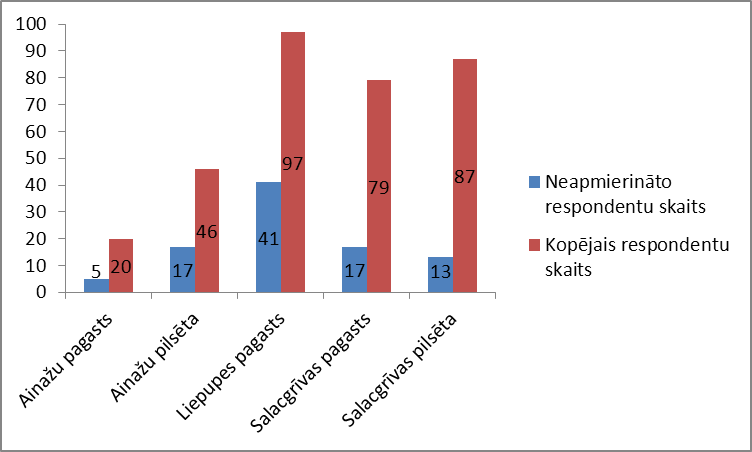 100
90
80
70
60
50
40
30
20
10
0
5
20
17
46
41
97
17
79
13
87
Ainažu pagasts
Ainažu pilsēta
Liepupes pagasts
Salacgrīvas pagasts
Salacgrīvas pilsēta
Neapmierināto
respondentu skaits
Kopējais respondentu
skaits